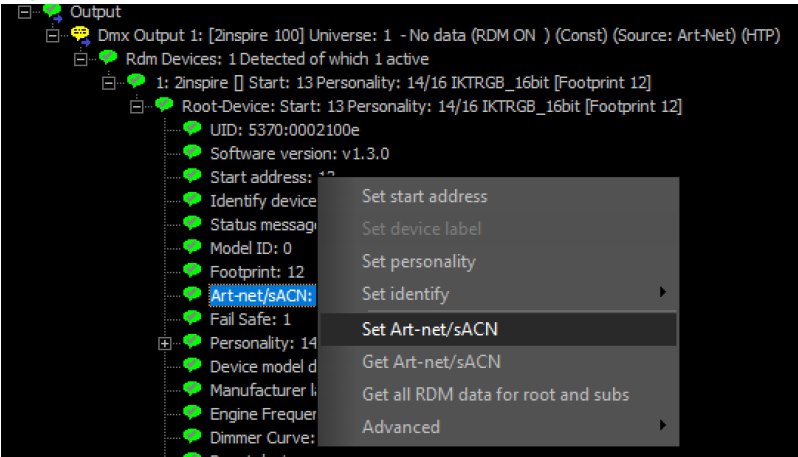 Output
Dmx Output 1: [2inspire 100] Universe: 1 - No data (RDM ON ) (Const) (Source: Art-Net) (HTP)
Rdm Devices: 1 Detected of which 1 active
1: 2inspire [] Start: 13 Personality: 14/16 IKTRGB_16bit [Footprint 12]
Root-Device: Start: 13 Personality: 14/16 IKTRGB_16bit [Footprint 12]
UID: 5370:0002100e
Software version: v1.3.0
Start address: 13
Identify device
Status messag
Model ID: 0
Footprint: 12
Art-net/sACN:
Fail Safe: 1
Personality: 14
Device model d
Manufacturer l
Engine Frequen
Dimmer Curve:
Set start address
Set device label
Set personality
Set identify
Set Art-net/sACN
Get Art-net/sACN
Get all RDM data for root and subs
Advanced